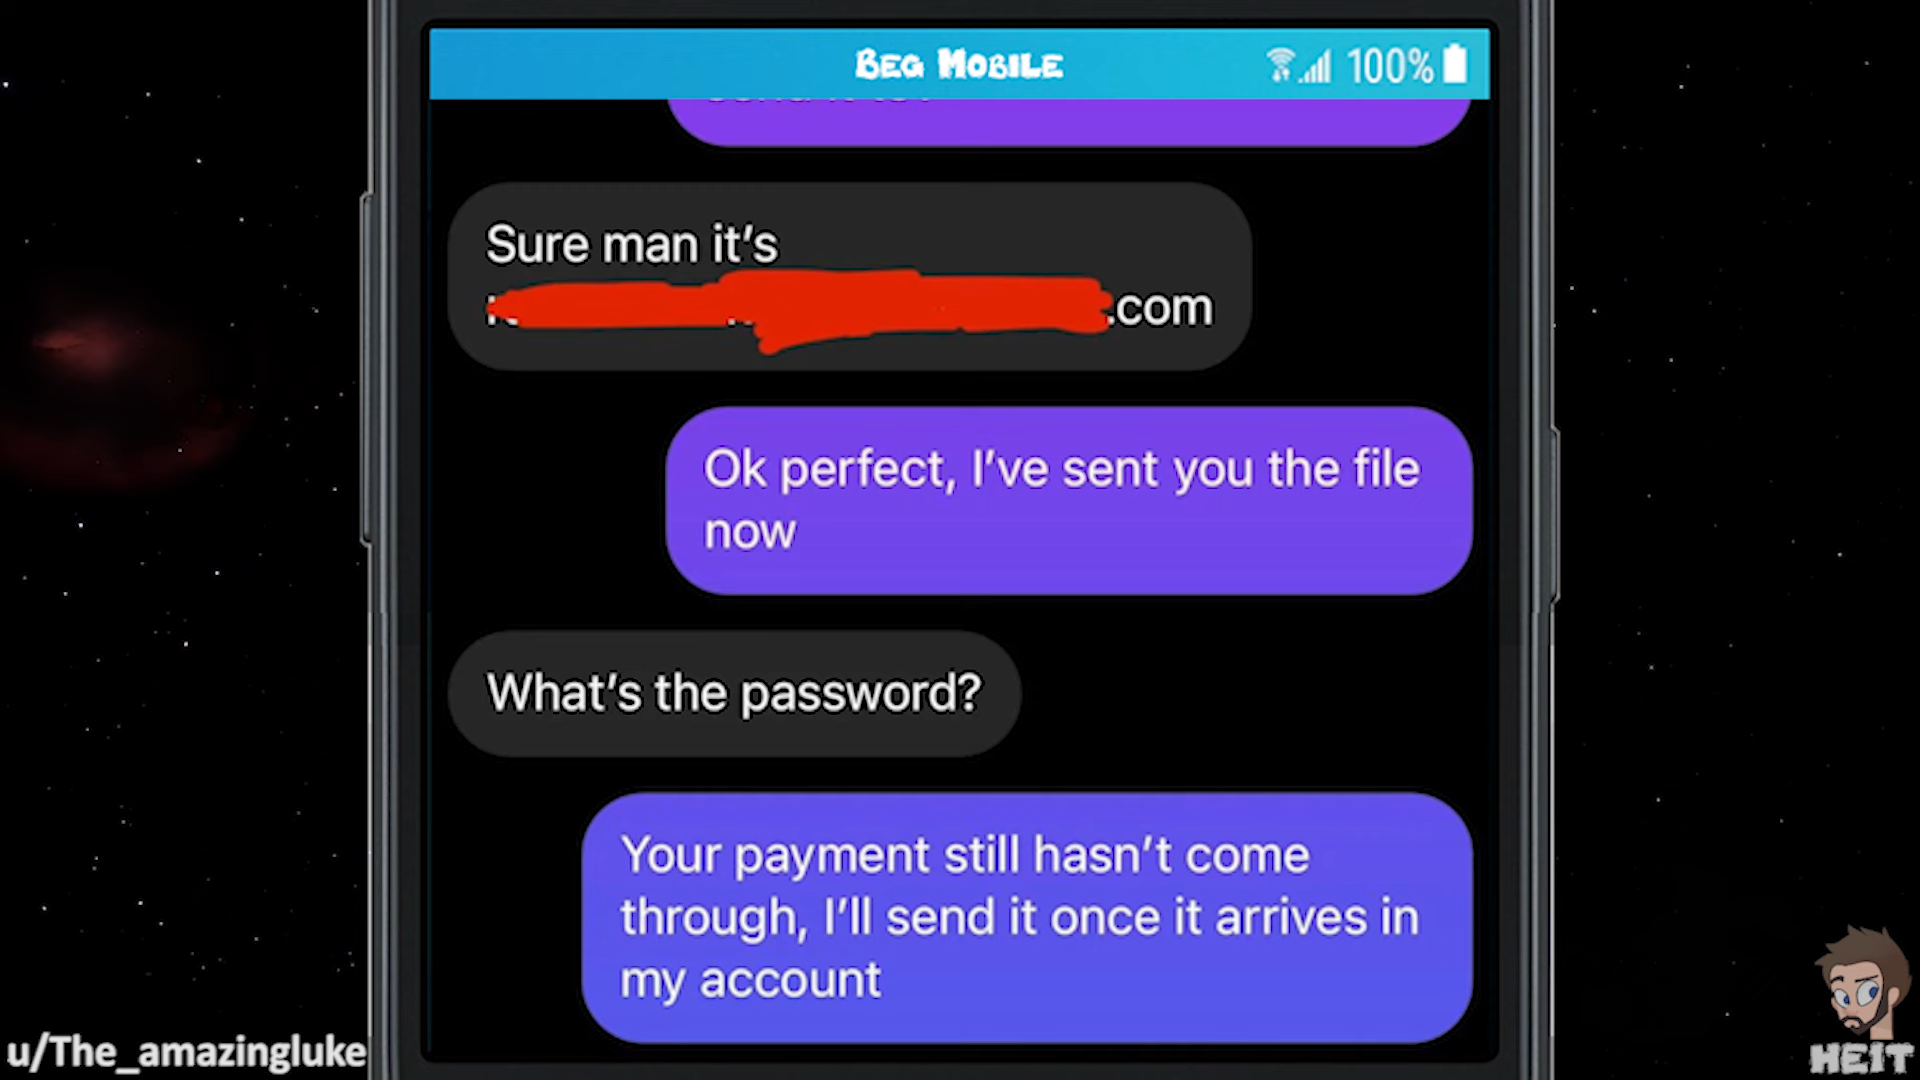 BEG MOBILE
100%
Sure man it's
.com
Ok perfect, I've sent you the file
now
What's the password?
Your payment still hasn't come
through, I'll send it once it arrives in
my account
u/The_amazingluke
HEIT